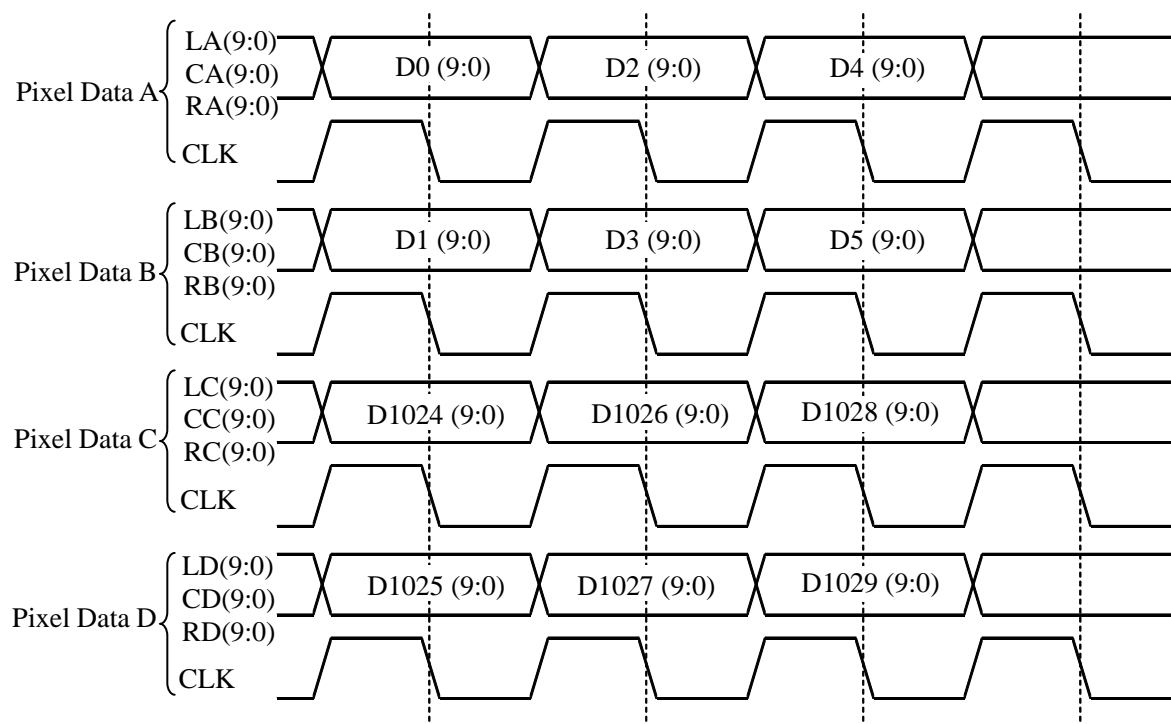 Pixel Data A
LA(9:0)
CA(9:0)
RA(9:0)
CLK
D0 (9:0)
D2 (9:0)
D4 (9:0)
Pixel Data B
LB(9:0)
CB(9:0)
RB(9:0)
CLK
D1 (9:0)
D3 (9:0)
D5 (9:0)
Pixel Data C
LC(9:0)
CC(9:0)
RC(9:0)
CLK
D1024 (9:0)
D1026 (9:0)
D1028 (9:0)
Pixel Data D
LD(9:0)
CD(9:0)
RD(9:0)
CLK
D1025 (9:0)
D1027 (9:0)
D1029 (9:0)